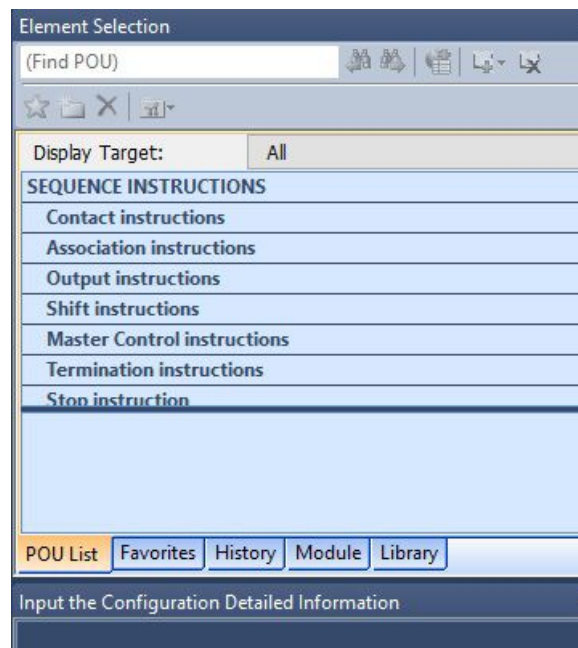 Element Selection
(Find POU)
Display Target: All
SEQUENCE INSTRUCTIONS
Contact instructions
Association instructions
Output instructions
Shift instructions
Master Control instructions
Termination instructions
Stop instruction
POU List Favorites History Module Library
Input the Configuration Detailed Information